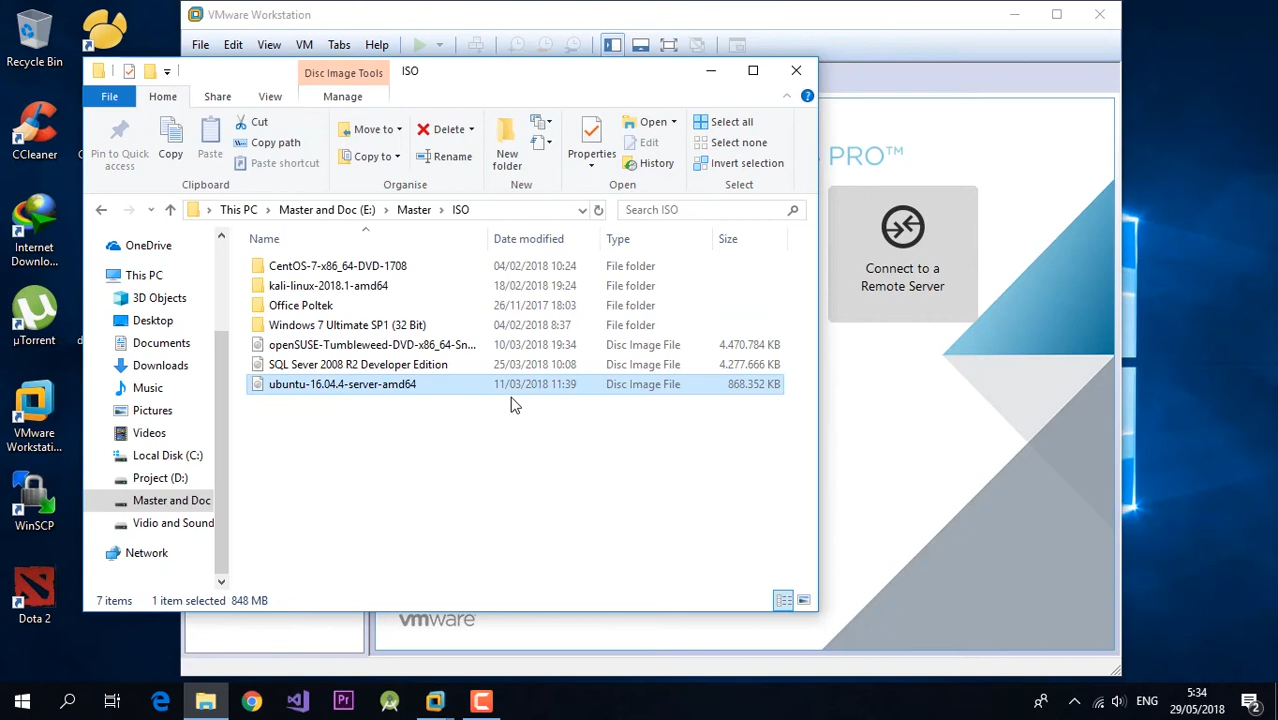 Recycle Bin
CCleaner
C
Internet
Downlo...
µTorrent
d
VMware
Workstati...
WinSCP
Dota 2
VMware Workstation
File Edit View VM Tabs Help
Disc Image Tools ISO
File Home Share View Manage
Pin to Quick
access
Copy
Paste
Cut
Copy path
Paste shortcut
Clipboard
Move to
Copy to
Delete
Rename
Organise
New
folder
New
Properties
Open
Edit
History
Open
Select all
Select none
Invert selection
Select
This PC Master and Doc (E:) Master ISO
Search ISO
OneDrive
This PC
3D Objects
Desktop
Documents
Downloads
Music
Pictures
Videos
Local Disk (C:)
Project (D:)
Master and Doc
Vidio and Sound
Network
Name Date modified Type Size
CentOS-7-x86_64-DVD-1708 04/02/2018 10:24 File folder
kali-linux-2018.1-amd64 18/02/2018 19:24 File folder
Office Poltek 26/11/2017 18:03 File folder
Windows 7 Ultimate SP1 (32 Bit) 04/02/2018 8:37 File folder
openSUSE-Tumbleweed-DVD-x86_64-Sn... 10/03/2018 19:34 Disc Image File 4.470.784 KB
SQL Sever 2008 R2 Developer Edition 25/03/2018 10:08 Disc Image File 4.277.666 KB
ubuntu-16.04.4-server-amd64 11/03/2018 11:39 Disc Image File 868.352 KB
7 items 1 item selected 848 MB
PRO™
Connect to a
Remote Server
vmware
ENG
5:34
29/05/2018
2